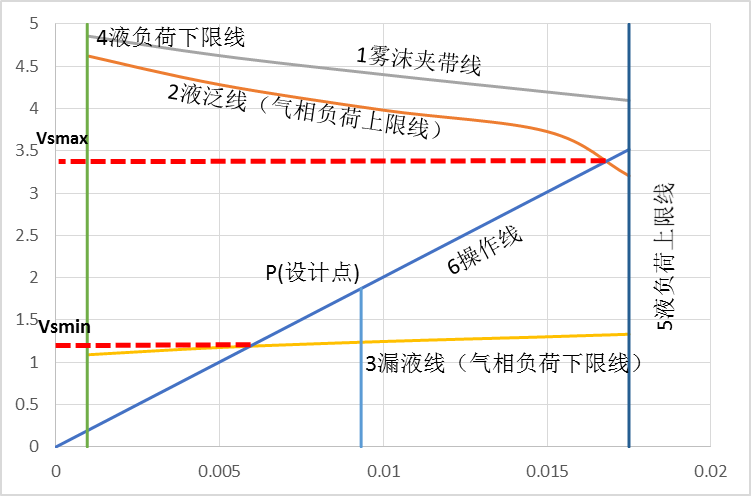 5
4液负荷下限线
1雾沫夹带线
4.5
2液泛线（气相负荷上限线）
4
Vsmax
3.5
3
2.5
6操作线
P(设计点)
2
5液负荷上限线
1.5
Vsmin
3漏液线（气相负荷下限线）
1
0.5
0
0
0.005
0.01
0.015
0.02